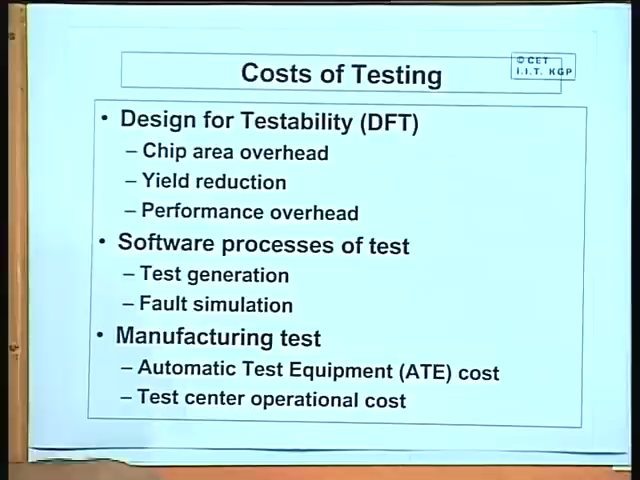 Costs of Testing
© CET
I.I.T. KGP
• Design for Testability (DFT)
– Chip area overhead
– Yield reduction
– Performance overhead
• Software processes of test
– Test generation
– Fault simulation
• Manufacturing test
– Automatic Test Equipment (ATE) cost
– Test center operational cost